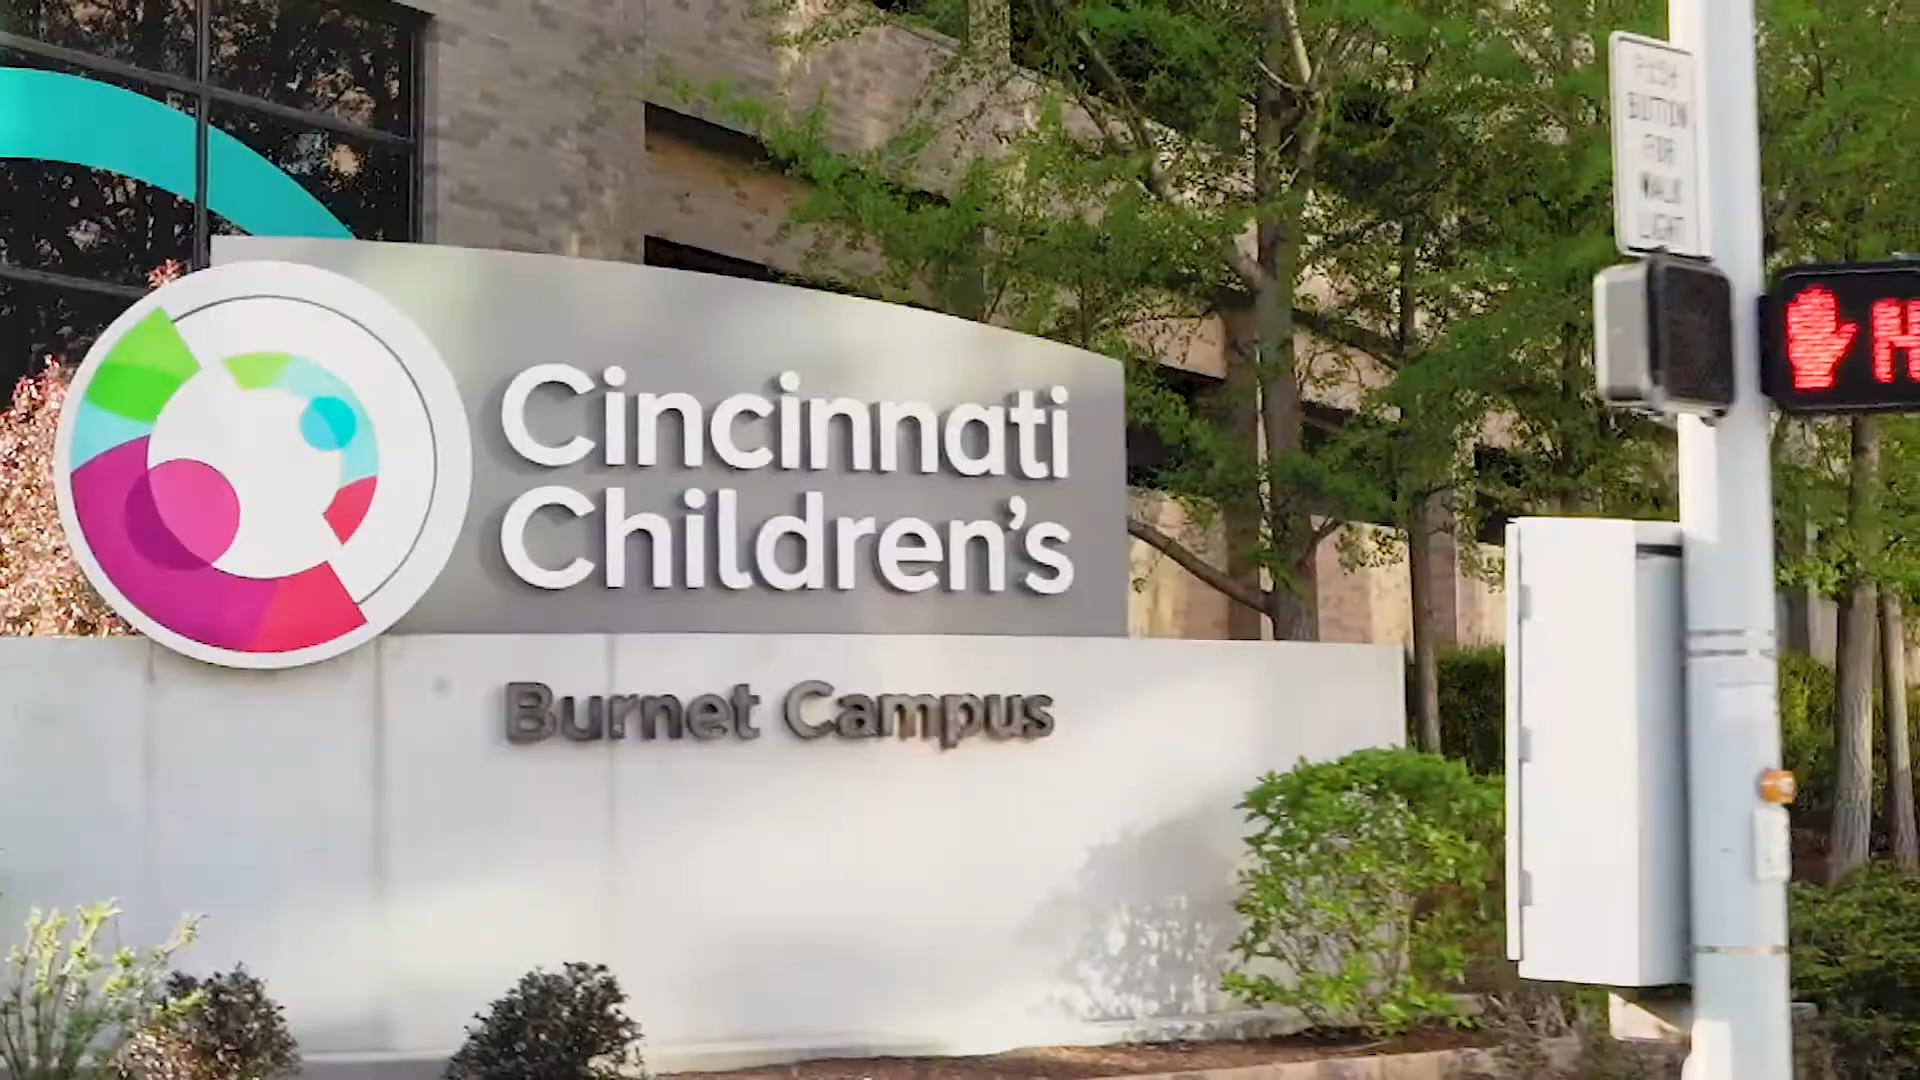 Cincinnati
Children's
Burnet Campus
PUSH
BUTTON
FOR
WALK
LIGHT